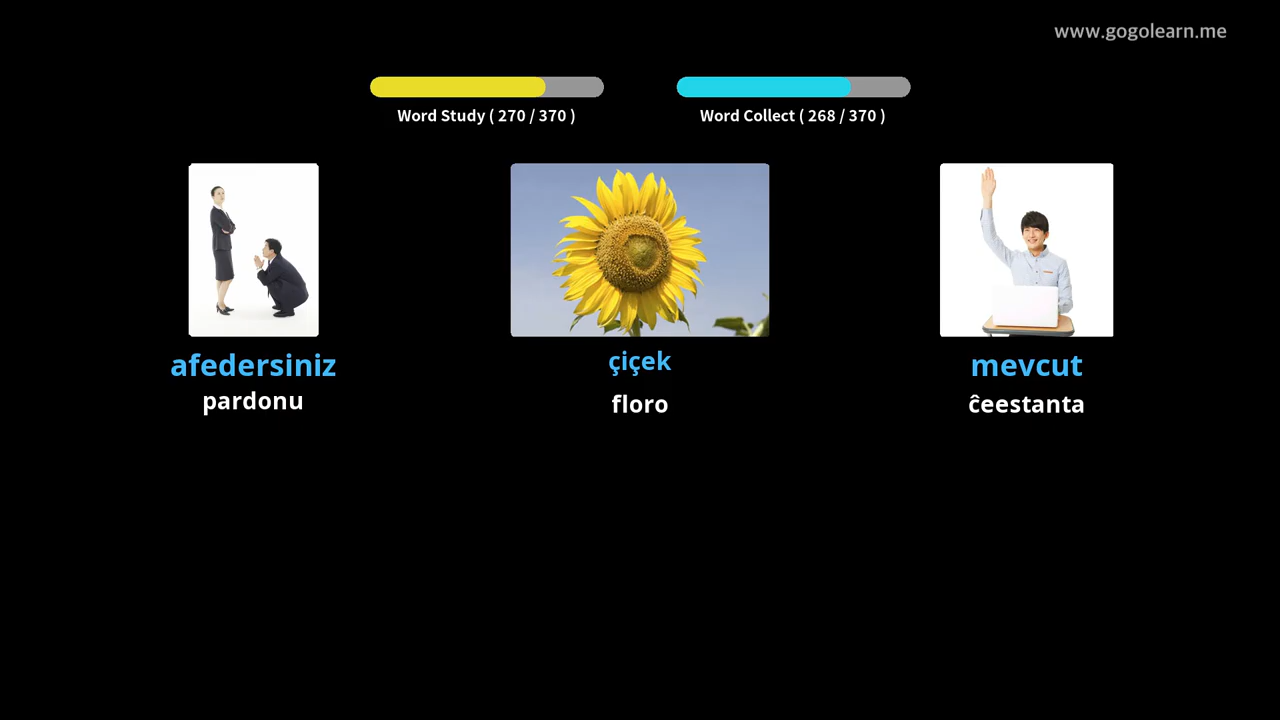 www.gogolearn.me
Word Study ( 270 / 370 )
Word Collect ( 268 / 370 )
afedersiniz
pardonu
çiçek
floro
mevcut
ĉeestanta